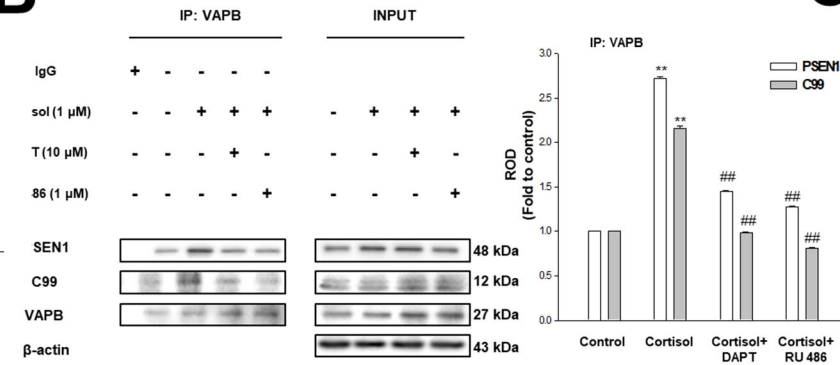 B
IP: VAPB
INPUT
IgG + - - - -
sol (1 μM) - - + + + - + + +
T (10 μM) - - - + - - - + -
86 (1 μM) - - - - + - - - +
SEN1 48 kDa
C99 12 kDa
VAPB 27 kDa
β-actin 43 kDa
IP: VAPB
PSEN1
C99
ROD
(Fold to control)
3.0
2.5
2.0
1.5
1.0
0.5
0.0
**
**
##
##
##
##
Control
Cortisol
Cortisol+
DAPT
Cortisol+
RU 486